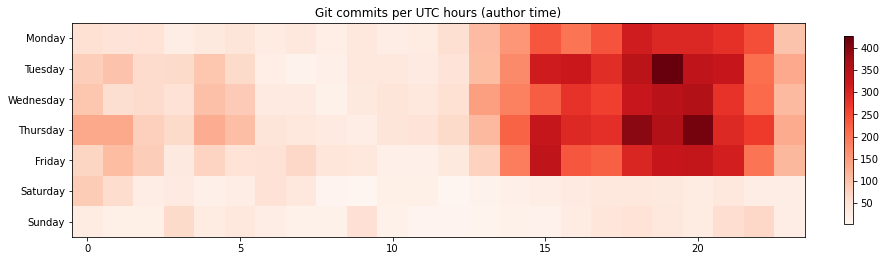 Git commits per UTC hours (author time)
Monday
Tuesday
Wednesday
Thursday
Friday
Saturday
Sunday
0 5 10 15 20
400
350
300
250
200
150
100
50